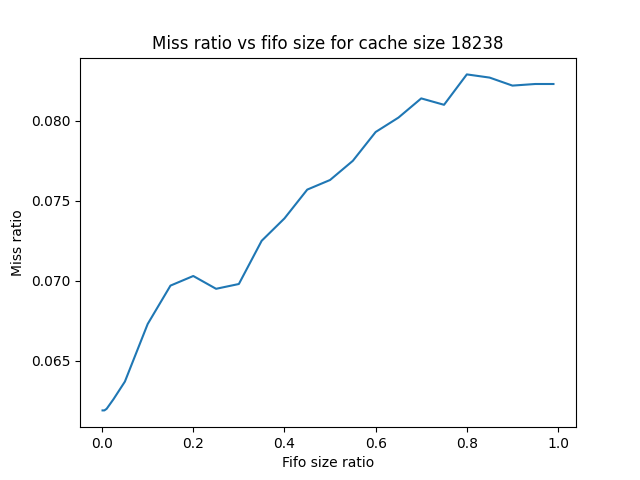 Miss ratio vs fifo size for cache size 18238
0.080
0.075
0.070
0.065
Miss ratio
0.0 0.2 0.4 0.6 0.8 1.0
Fifo size ratio